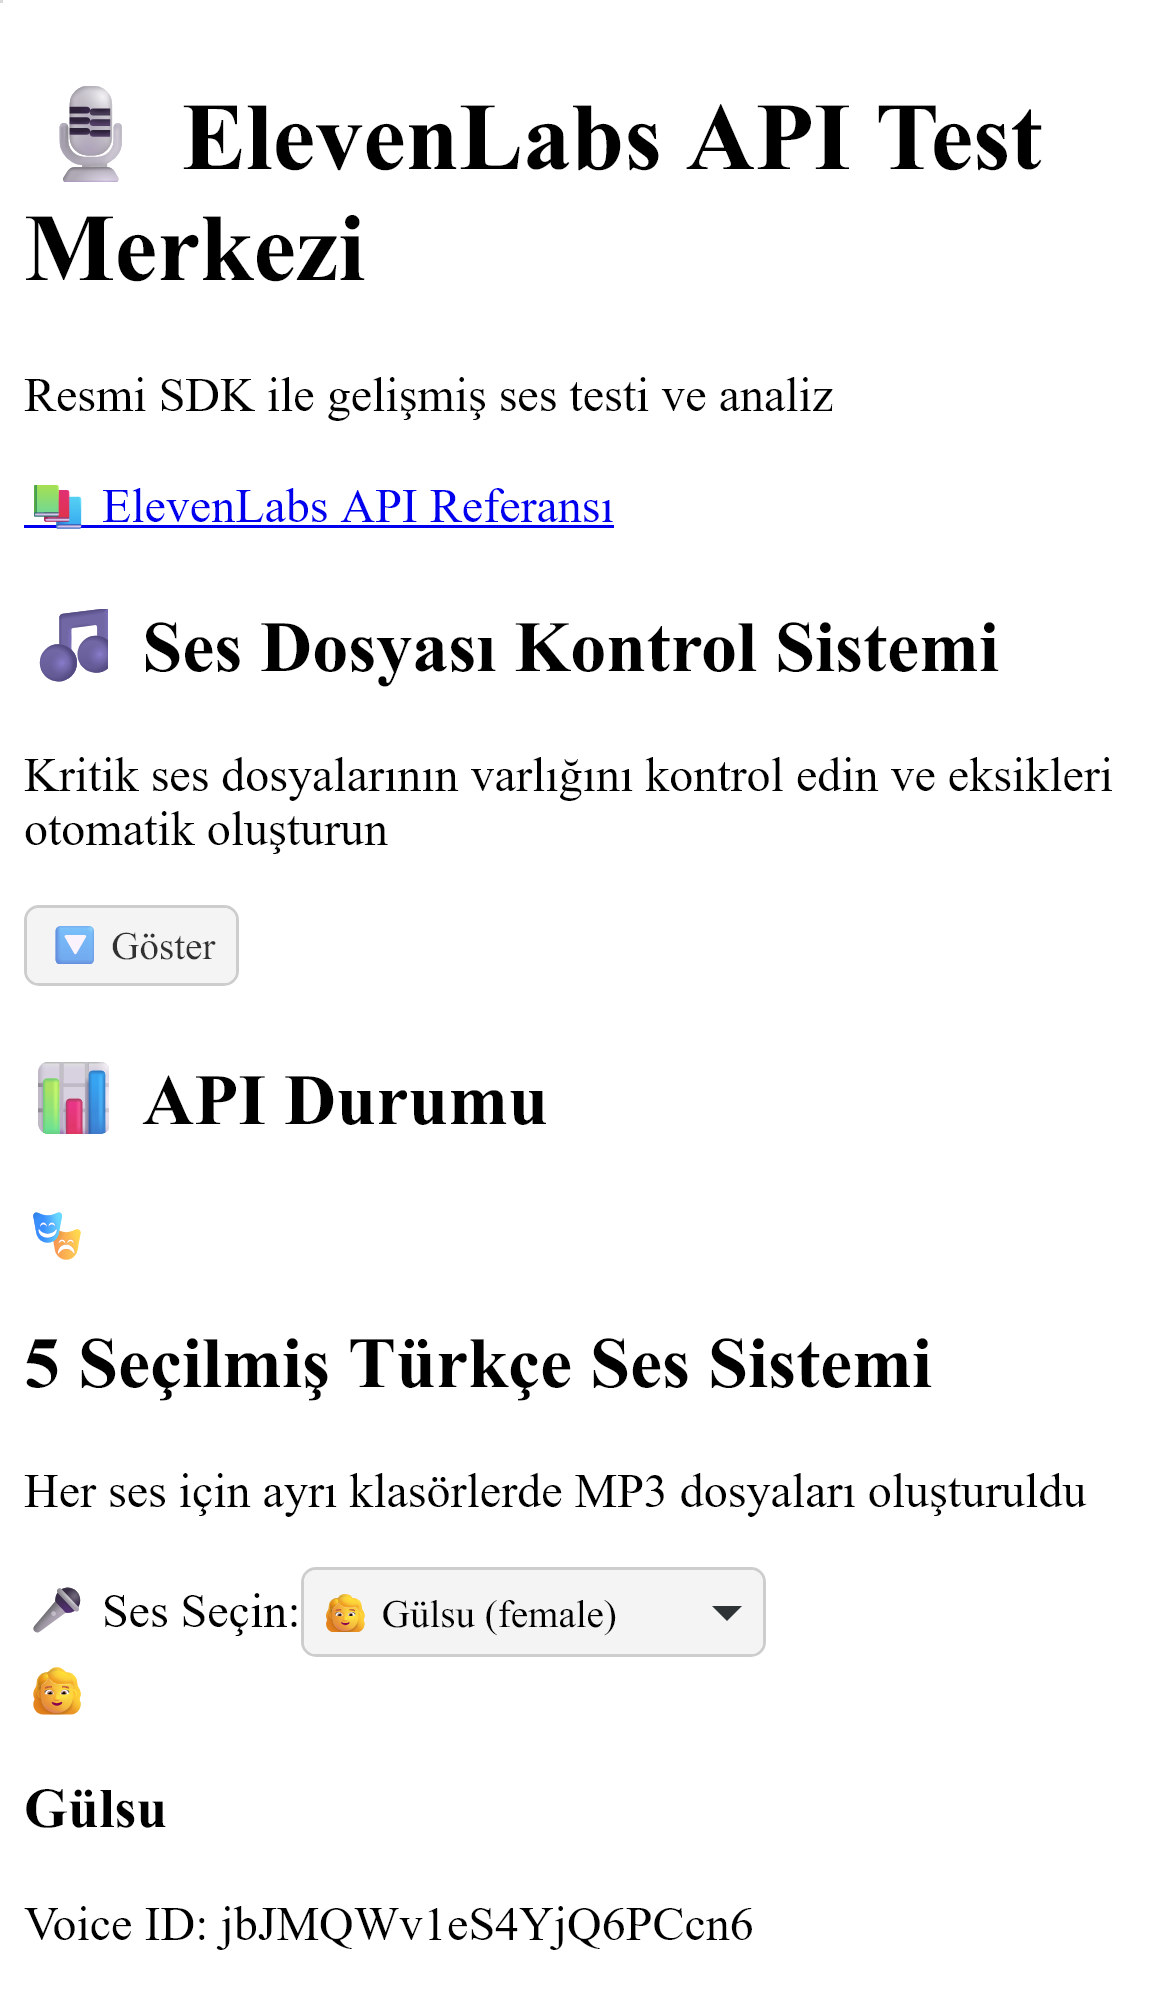 🎙️ ElevenLabs API Test
Merkezi
Resmi SDK ile gelişmiş ses testi ve analiz
📚 ElevenLabs API Referansı
🎵 Ses Dosyası Kontrol Sistemi
Kritik ses dosyalarının varlığını kontrol edin ve eksikleri
otomatik oluşturun
🔽 Göster
📊 API Durumu
🎭
5 Seçilmiş Türkçe Ses Sistemi
Her ses için ayrı klasörlerde MP3 dosyaları oluşturuldu
🎤 Ses Seçin: 👩 Gülsu (female)
👩
Gülsu
Voice ID: jbJMQWv1eS4YjQ6PCcn6